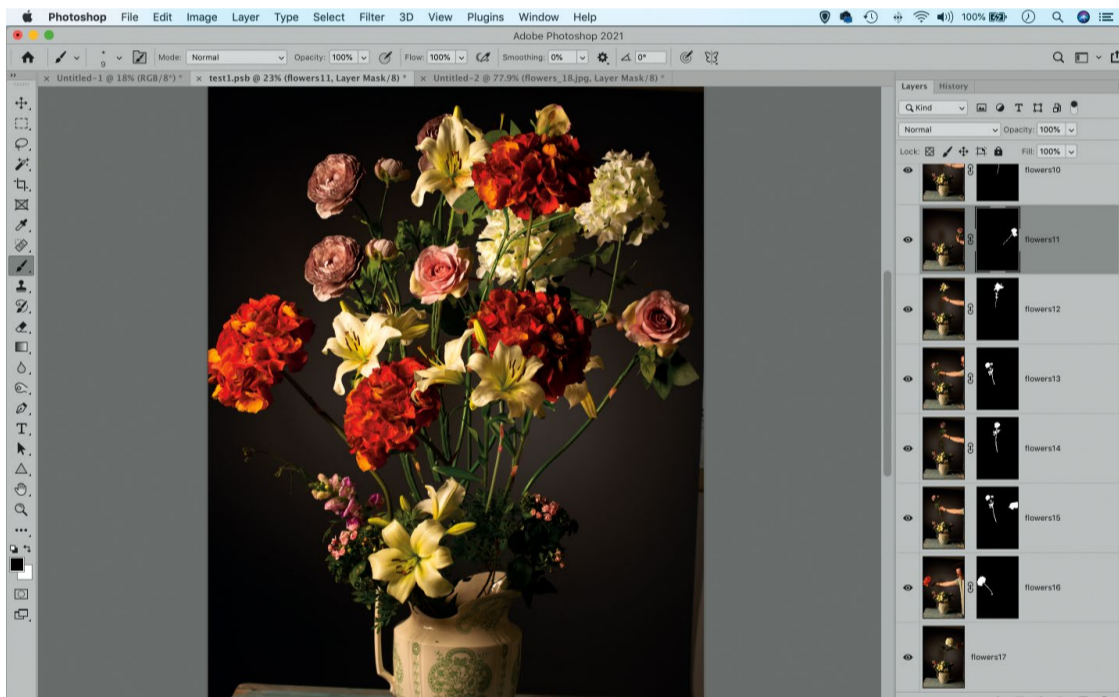 Photoshop File Edit Image Layer Type Select Filter 3D View Plugins Window Help 100%
Adobe Photoshop 2021
9 Mode: Normal Opacity: 100% Flow: 100% Smoothing: 0% 0°
× Untitled-1 @ 18% (RGB/8*) * × test1.psb @ 23% (flowers11, Layer Mask/8) * × Untitled-2 @ 77.9% (flowers_18.jpg, Layer Mask/8) *
Layers History
Kind
Normal Opacity: 100%
Lock: Fill: 100%
flowers10
flowers11
flowers12
flowers13
flowers14
flowers15
flowers16
flowers17